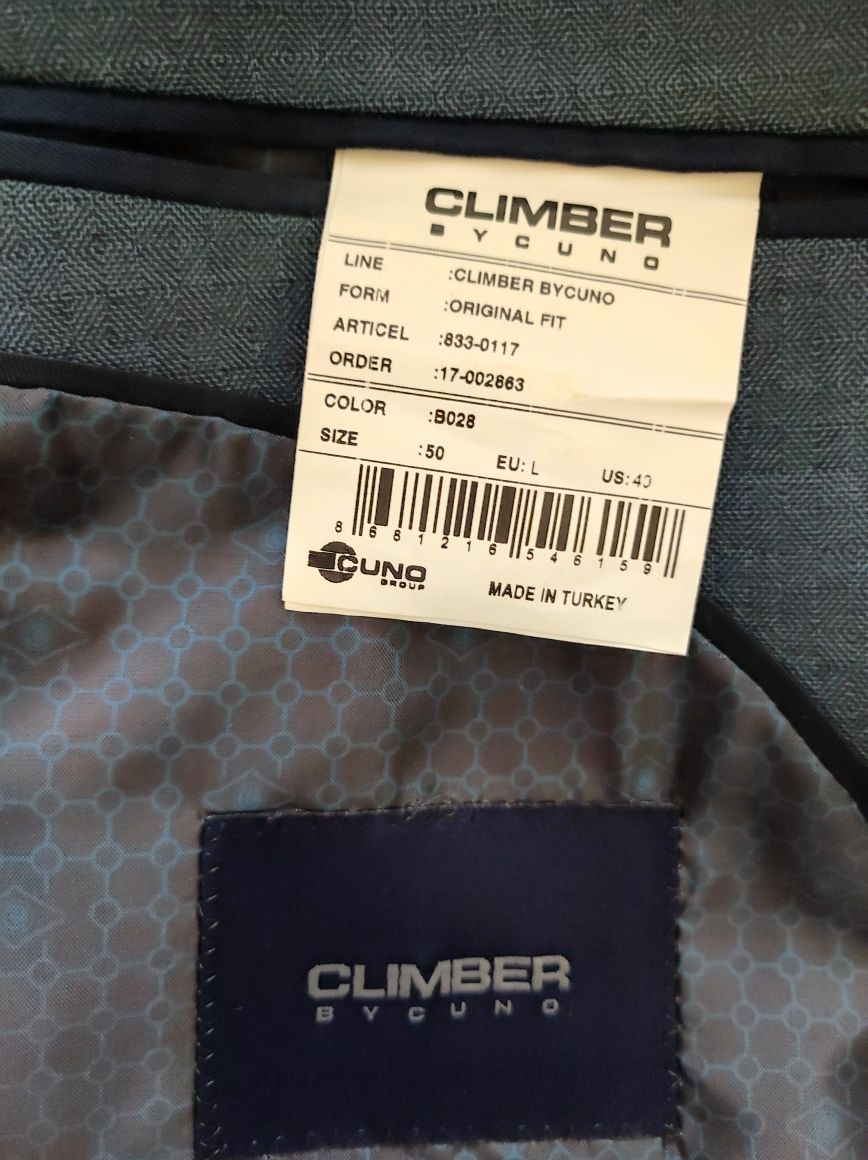 CLIMBER
BYCUNO
LINE :CLIMBER BYCUNO
FORM :ORIGINAL FIT
ARTICEL :833-0117
ORDER :17-002863
COLOR :B028
SIZE :50 EU: L US: 40
8 681216 546159
CUNO
GROUP
MADE IN TURKEY
CLIMBER
BYCUNO